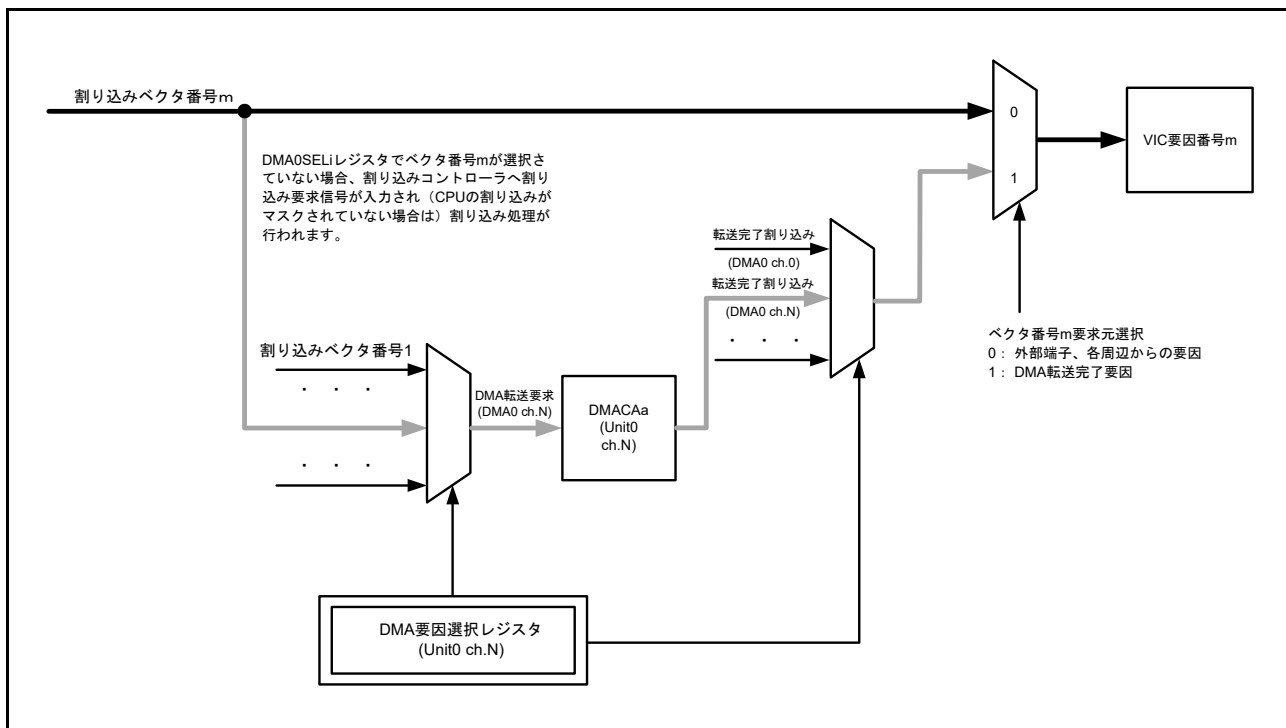 割り込みベクタ番号m
DMA0SELiレジスタでベクタ番号mが選択さ
れていない場合、割り込みコントローラへ割り
込み要求信号が入力され（CPUの割り込みが
マスクされていない場合は）割り込み処理が
行われます。
0
1
VIC要因番号m
転送完了割り込み
(DMA0 ch.0)
転送完了割り込み
(DMA0 ch.N)
・ ・ ・
ベクタ番号m要求元選択
0： 外部端子、各周辺からの要因
1： DMA転送完了要因
割り込みベクタ番号1
・ ・ ・
・ ・ ・
DMA転送要求
(DMA0 ch.N)
DMACAa
(Unit0
ch.N)
DMA要因選択レジスタ
(Unit0 ch.N)